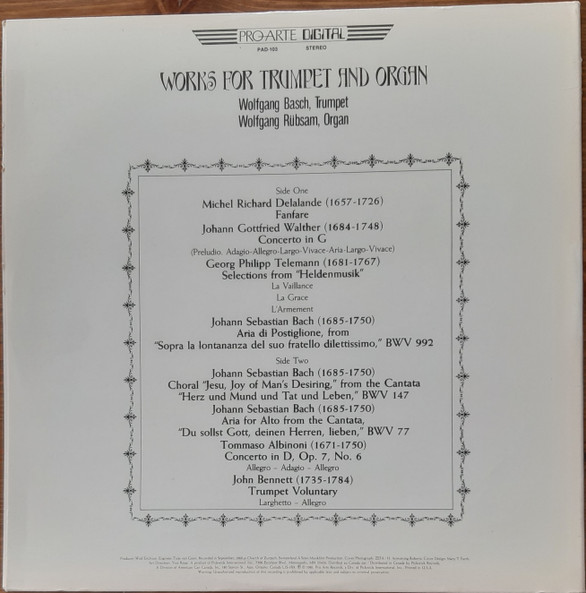 PRO-ARTE DIGITAL
PAD-103 STEREO
WORKS FOR TRUMPET AND ORGAN
Wolfgang Basch, Trumpet
Wolfgang Rübsam, Organ
Side One
Michel Richard Delalande (1657-1726)
Fanfare
Johann Gottfried Walther (1684-1748)
Concerto in G
(Preludio, Adagio-Allegro-Largo-Vivace-Aria-Largo-Vivace)
Georg Philipp Telemann (1681-1767)
Selections from "Heldenmusik"
La Vaillance
La Grace
L'Armement
Johann Sebastian Bach (1685-1750)
Aria di Postiglione, from
"Sopra la lontananza del suo fratello dilettissimo," BWV 992
Side Two
Johann Sebastian Bach (1685-1750)
Choral "Jesu, Joy of Man's Desiring," from the Cantata
"Herz und Mund und Tat und Leben," BWV 147
Johann Sebastian Bach (1685-1750)
Aria for Alto from the Cantata,
"Du sollst Gott, deinen Herren, lieben," BWV 77
Tommaso Albinoni (1671-1750)
Concerto in D, Op. 7, No. 6
Allegro - Adagio - Allegro
John Bennett (1735-1784)
Trumpet Voluntary
Larghetto - Allegro